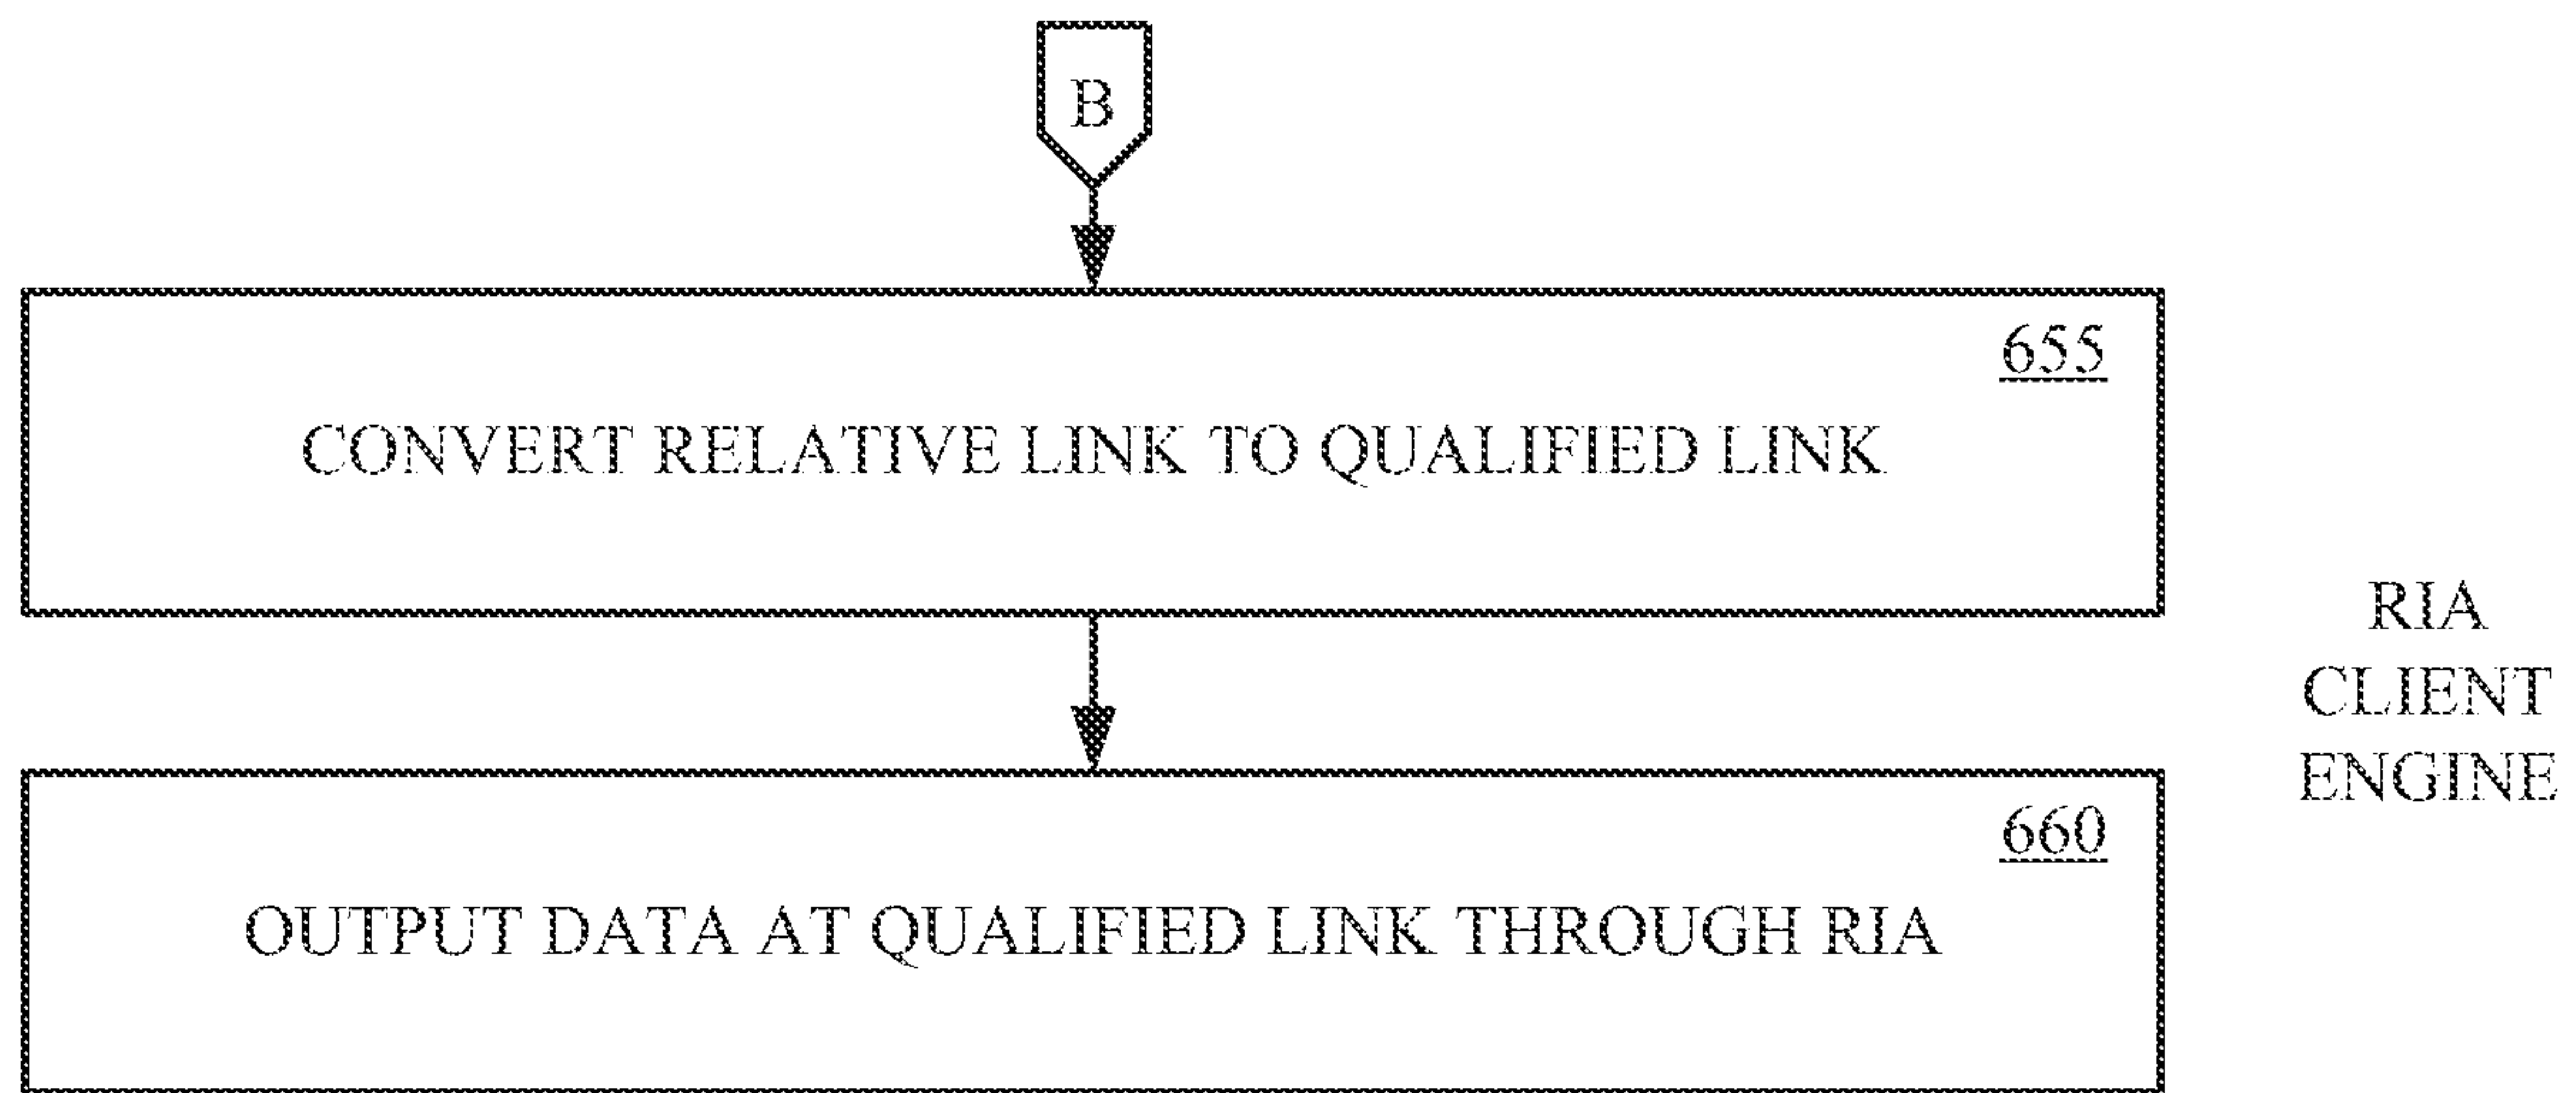 B
655
CONVERT RELATIVE LINK TO QUALIFIED LINK
RIA
CLIENT
ENGINE
660
OUTPUT DATA AT QUALIFIED LINK THROUGH RIA